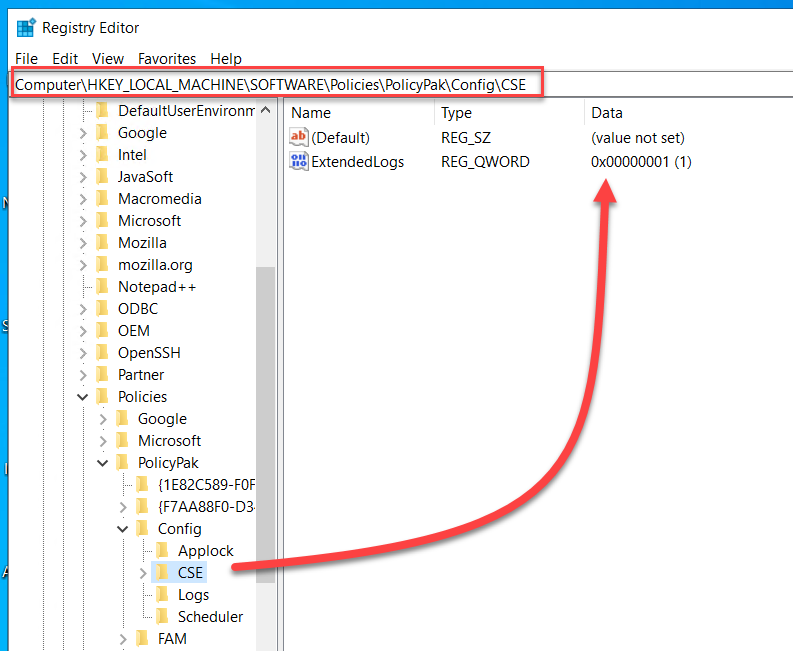 Registry Editor
File Edit View Favorites Help
Computer\HKEY_LOCAL_MACHINE\SOFTWARE\Policies\PolicyPak\Config\CSE
DefaultUserEnvironm
Google
Intel
JavaSoft
Macromedia
Microsoft
Mozilla
mozilla.org
Notepad++
ODBC
OEM
OpenSSH
Partner
Policies
Google
Microsoft
PolicyPak
{1E82C589-F0F
{F7AA88F0-D3
Config
Applock
CSE
Logs
Scheduler
FAM
Name Type Data
(Default) REG_SZ (value not set)
ExtendedLogs REG_QWORD 0x00000001 (1)